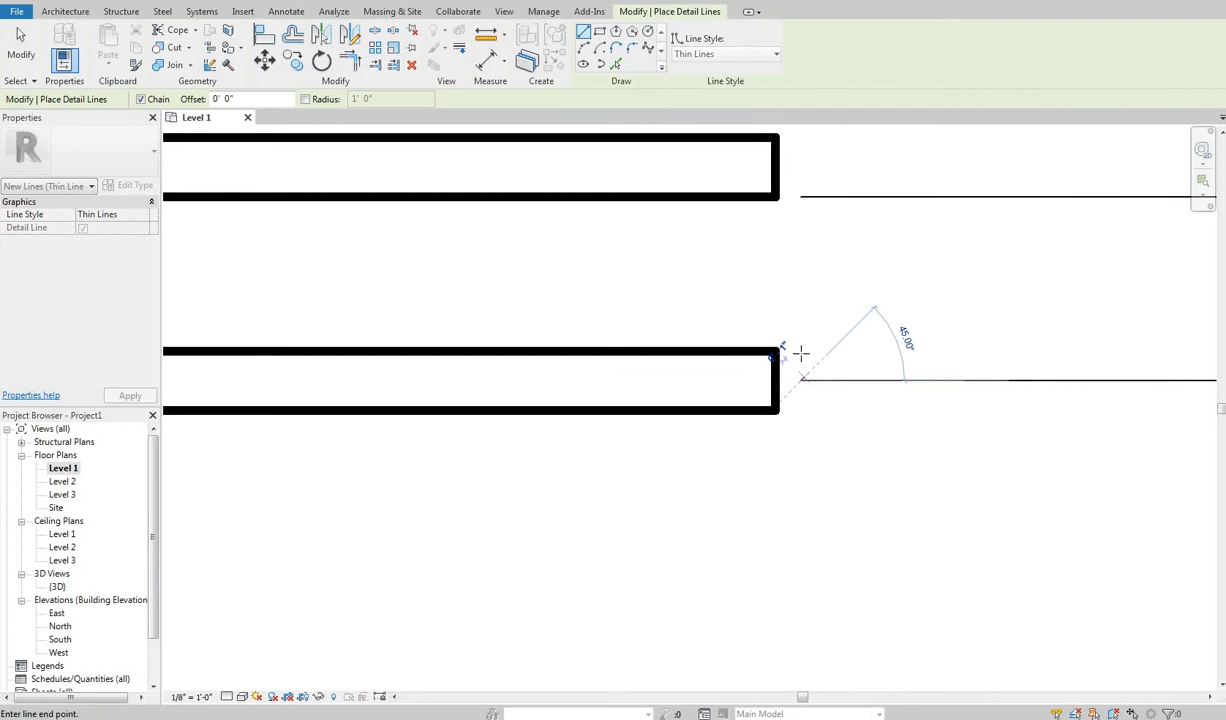 File Architecture Structure Steel Systems Insert Annotate Analyze Massing & Site Collaborate View Manage Add-Ins Modify | Place Detail Lines
Cope
Line Style:
Modify Paste Cut Thin Lines
Join
Select Properties Clipboard Geometry Modify View Measure Create Draw Line Style
Modify | Place Detail Lines Chain Offset: 0' 0" Radius: 1' 0"
Properties Level 1
R
2D
New Lines (Thin Line Edit Type
Graphics
Line Style Thin Lines
Detail Line
45.00°
Properties help Apply
Project Browser - Project1
Views (all)
Structural Plans
Floor Plans
Level 1
Level 2
Level 3
Site
Ceiling Plans
Level 1
Level 2
Level 3
3D Views
{3D}
Elevations (Building Elevation
East
North
South
West
Legends
Schedules/Quantities (all)
1/8" = 1'-0"
Enter line end point. :0 Main Model :0